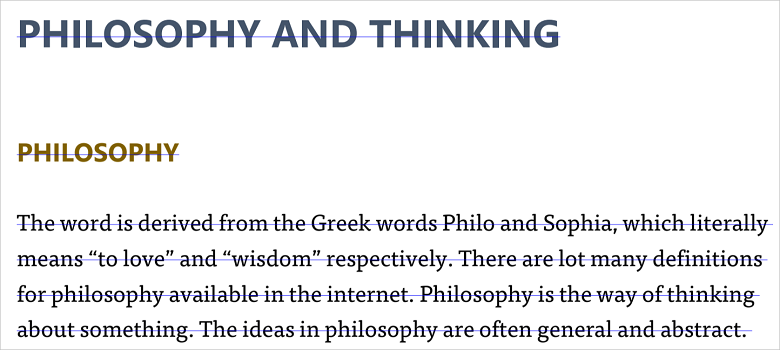 PHILOSOPHY AND THINKING
PHILOSOPHY
The word is derived from the Greek words Philo and Sophia, which literally
means “to love” and “wisdom” respectively. There are lot many definitions
for philosophy available in the internet. Philosophy is the way of thinking
about something. The ideas in philosophy are often general and abstract.